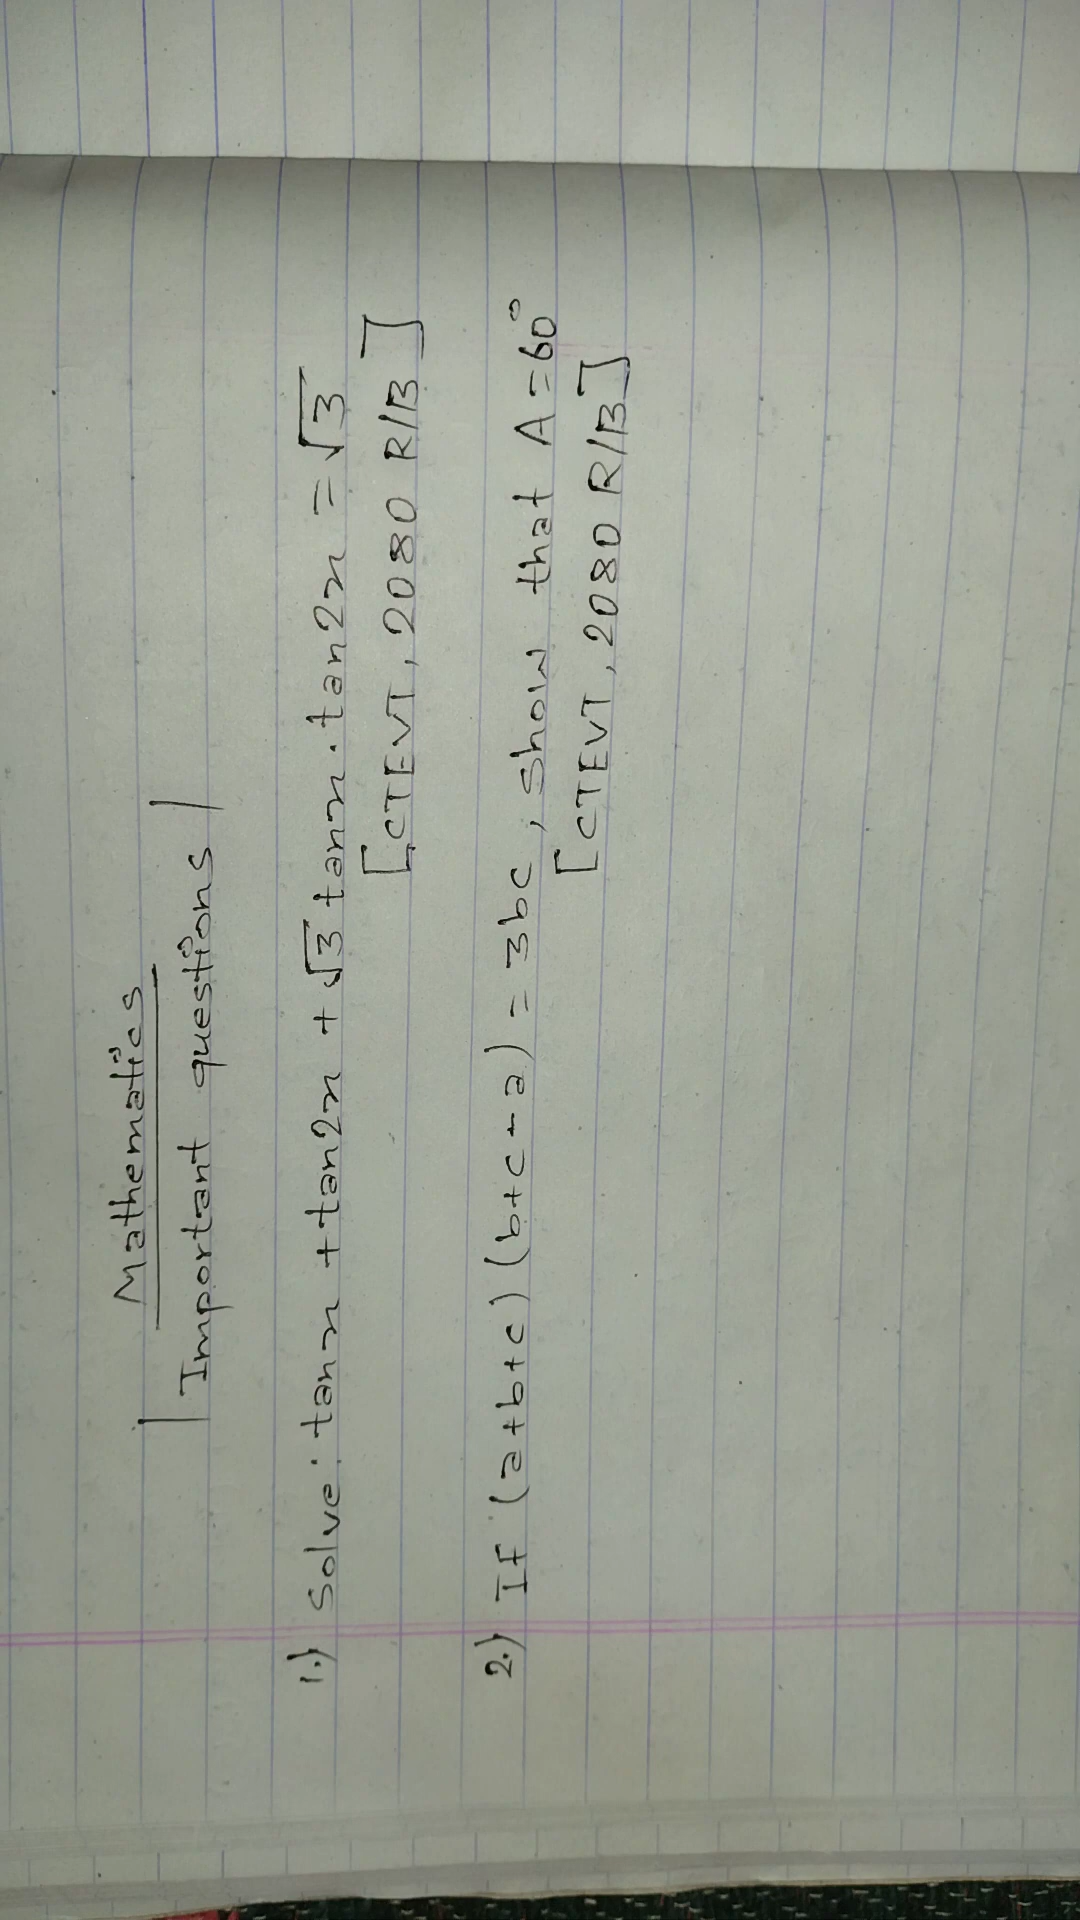 Mathematics
Important questions
1.) Solve: tanx + tan2x + √3 tanx . tan2x = √3
[CTEVT, 2080 R/B]
2.) If (a+b+c) (b+c-a) = 3bc, show that A=60°
[CTEVT, 2080 R/B]